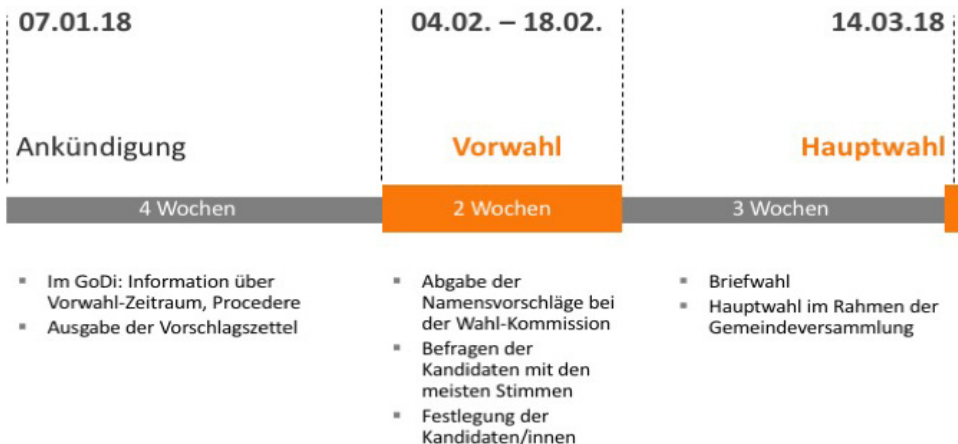 07.01.18
04.02. – 18.02.
14.03.18
Ankündigung
Vorwahl
Hauptwahl
4 Wochen
2 Wochen
3 Wochen
▪ Im GoDi: Information über
Vorwahl-Zeitraum, Procedere
▪ Ausgabe der Vorschlagszettel
▪ Abgabe der
Namensvorschläge bei
der Wahl-Kommission
▪ Befragen der
Kandidaten mit den
meisten Stimmen
▪ Festlegung der
Kandidaten/innen
▪ Briefwahl
▪ Hauptwahl im Rahmen der
Gemeindeversammlung